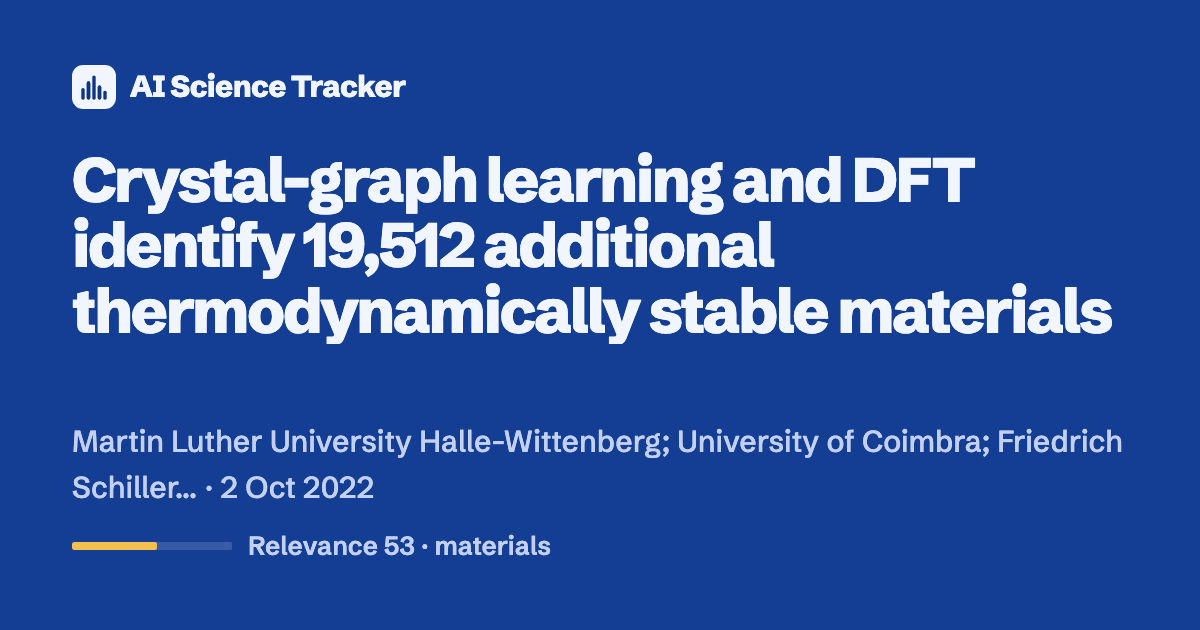 AI Science Tracker
Crystal-graph learning and DFT
identify 19,512 additional
thermodynamically stable materials
Martin Luther University Halle-Wittenberg; University of Coimbra; Friedrich
Schiller... · 2 Oct 2022
Relevance 53 · materials